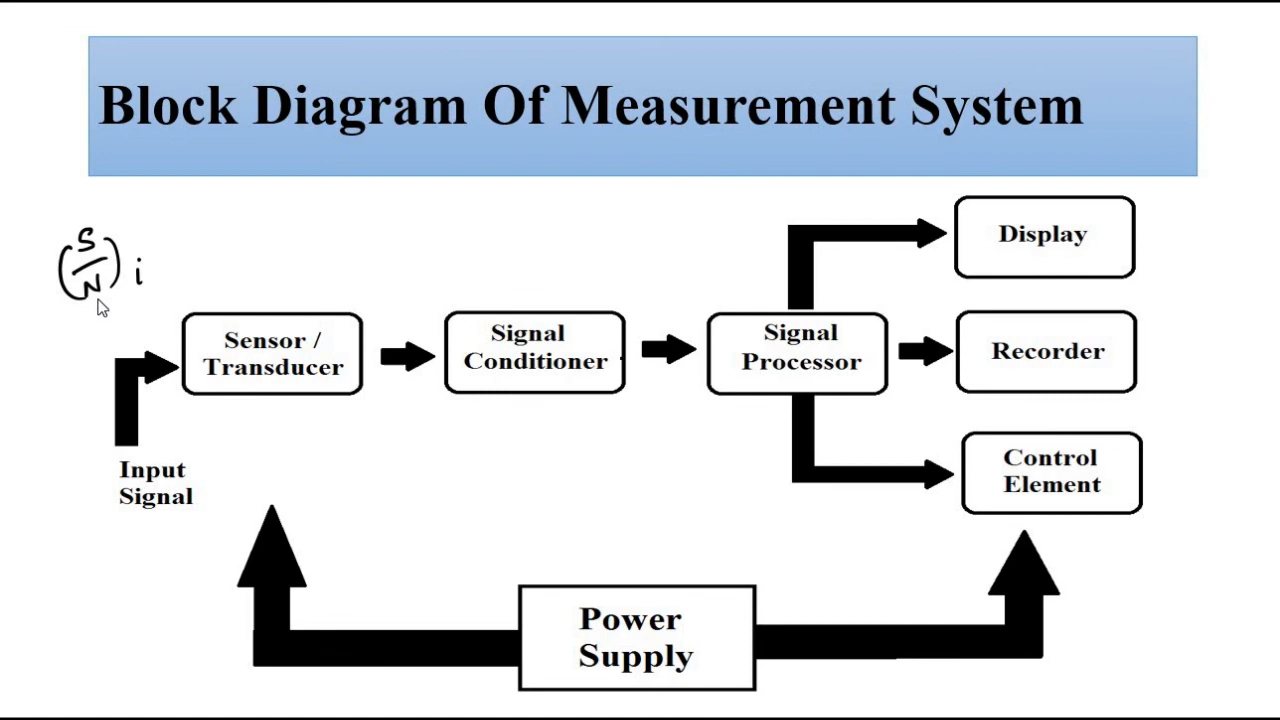 Block Diagram Of Measurement System
(S/N) i
Sensor /
Transducer
Signal
Conditioner
Signal
Processor
Display
Recorder
Control
Element
Input
Signal
Power
Supply